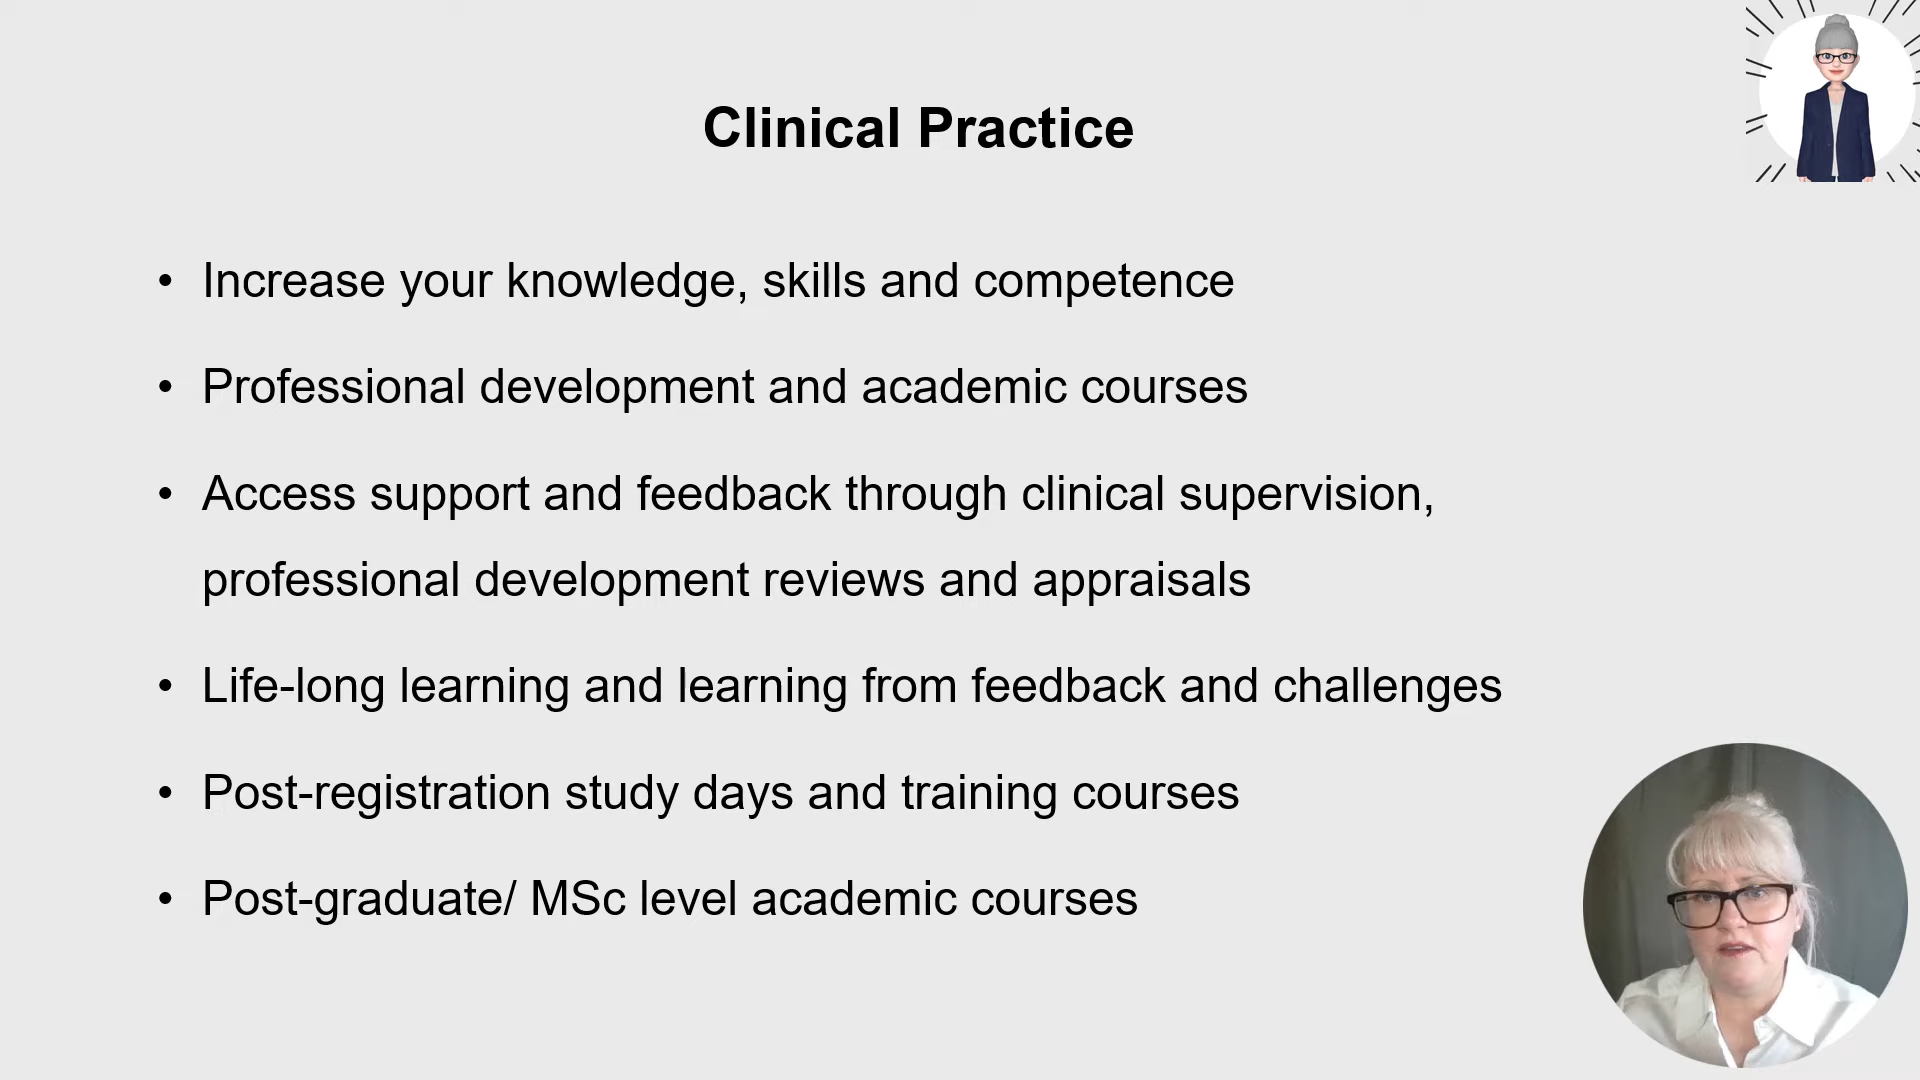 Clinical Practice
• Increase your knowledge, skills and competence
• Professional development and academic courses
• Access support and feedback through clinical supervision,
professional development reviews and appraisals
• Life-long learning and learning from feedback and challenges
• Post-registration study days and training courses
• Post-graduate/ MSc level academic courses